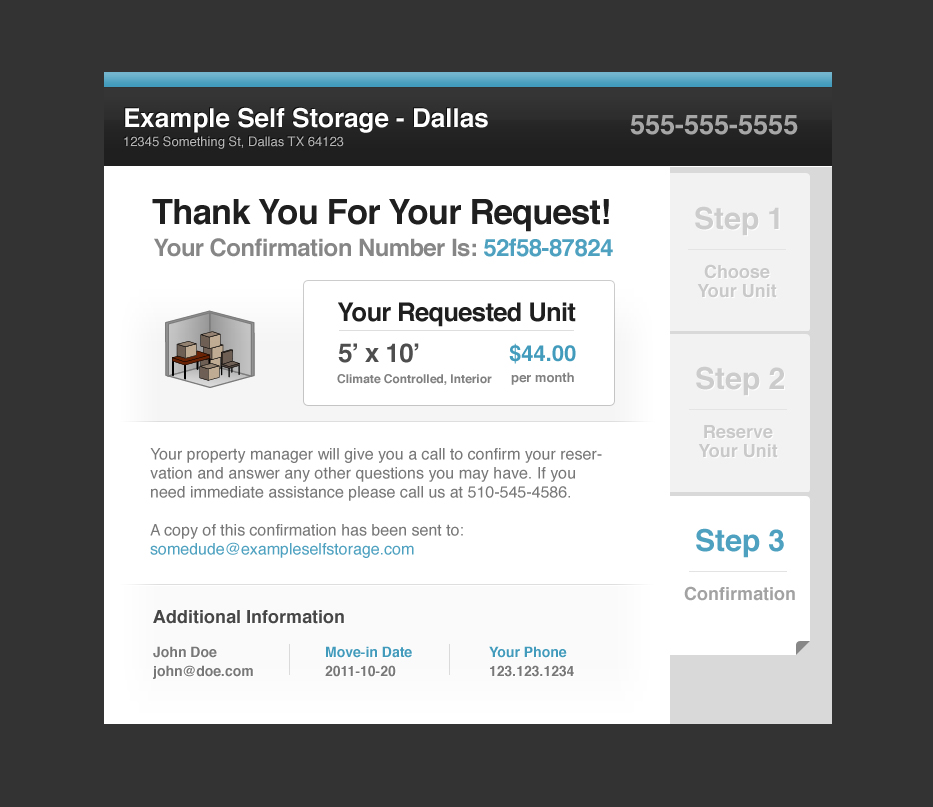 Example Self Storage - Dallas
12345 Something St, Dallas TX 64123
555-555-5555
Thank You For Your Request!
Your Confirmation Number Is: 52f58-87824
Your Requested Unit
5’ x 10’
$44.00
Climate Controlled, Interior
per month
Your property manager will give you a call to confirm your reser-
vation and answer any other questions you may have. If you
need immediate assistance please call us at 510-545-4586.
A copy of this confirmation has been sent to:
somedude@exampleselfstorage.com
Additional Information
John Doe
john@doe.com
Move-in Date
2011-10-20
Your Phone
123.123.1234
Step 1
Choose
Your Unit
Step 2
Reserve
Your Unit
Step 3
Confirmation